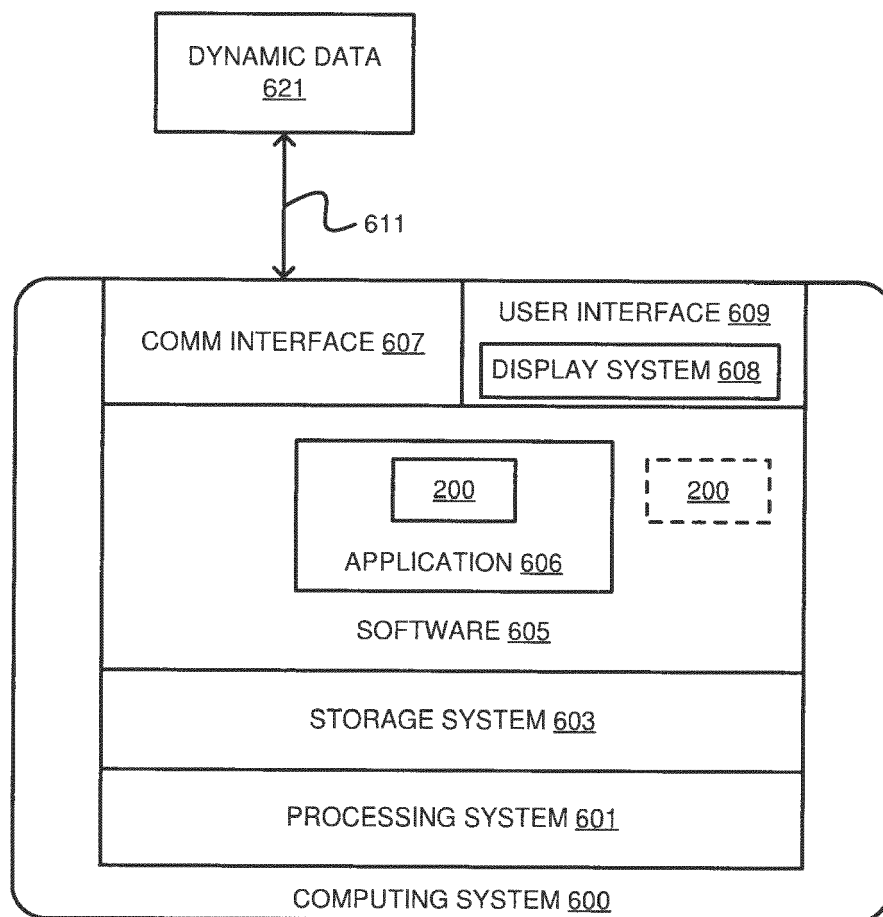 DYNAMIC DATA
621
611
COMM INTERFACE 607
USER INTERFACE 609
DISPLAY SYSTEM 608
200
200
APPLICATION 606
SOFTWARE 605
STORAGE SYSTEM 603
PROCESSING SYSTEM 601
COMPUTING SYSTEM 600